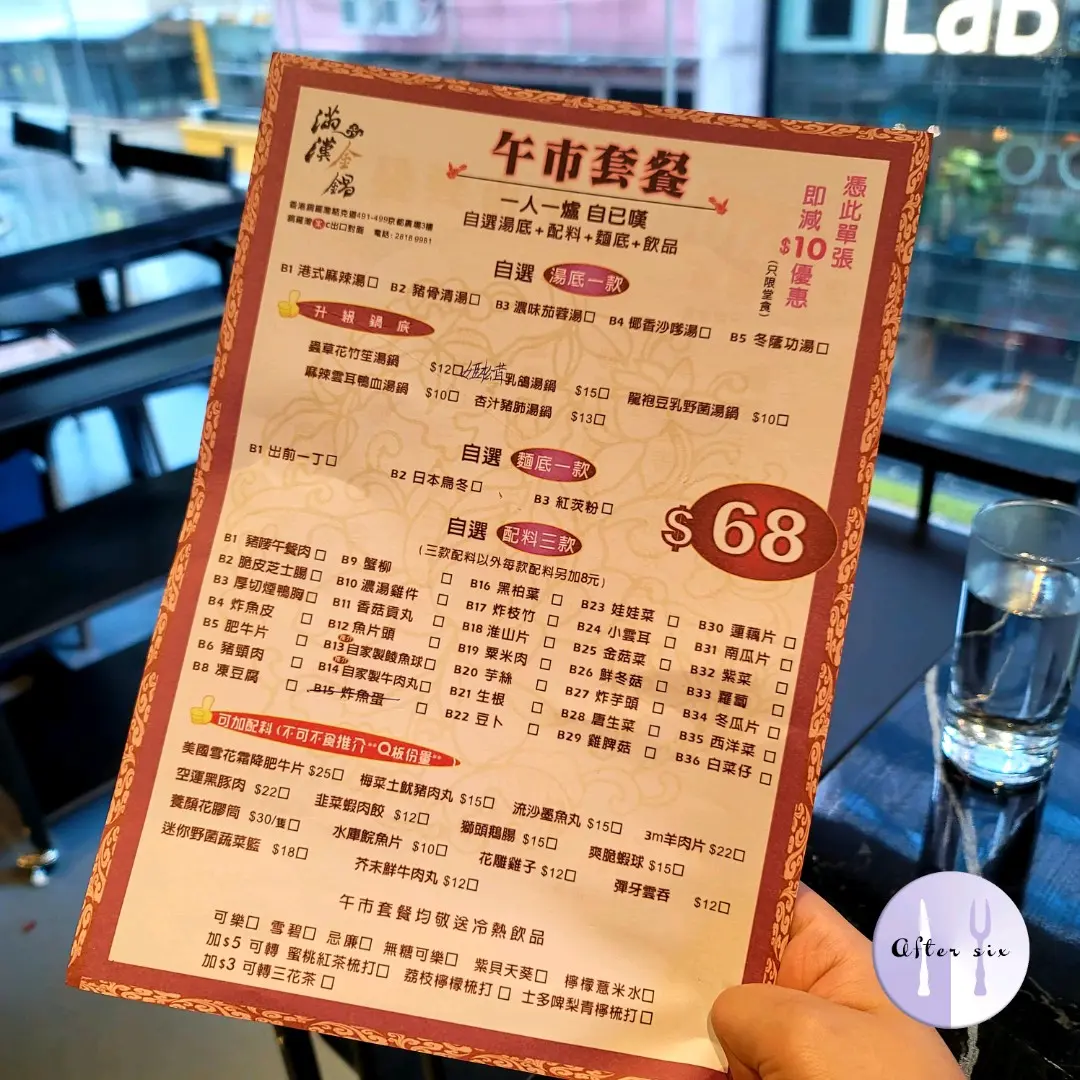 Lab
滿漢金鍋
午市套餐
一人一爐 自己嘆
自選湯底+配料+麵底+飲品
憑此單張
即減$10優惠
(只限堂食)
香港銅鑼灣駱克道491-499京都廣場3樓
銅鑼灣 C出口對面 電話: 2818 9981
自選 湯底一款
B1 港式麻辣湯□ B2 豬骨清湯□ B3 濃味茄蓉湯□ B4 椰香沙嗲湯□ B5 冬蔭功湯□
升級鍋底
蟲草花竹笙湯鍋 $12□ 乳鴿湯鍋 $15□ 龍袍豆乳野菌湯鍋 $10□
麻辣雲耳鴨血湯鍋 $10□ 杏汁豬肺湯鍋 $13□
自選 麵底一款
B1 出前一丁□ B2 日本烏冬□ B3 紅茨粉□
$68
自選 配料三款
(三款配料以外每款配料另加8元)
B1 豬膶午餐肉□
B2 脆皮芝士腸□
B3 厚切煙鴨胸□
B4 炸魚皮□
B5 肥牛片□
B6 豬頸肉□
B8 凍豆腐□
B9 蟹柳□
B10 濃湯雞件□
B11 香菇貢丸□
B12 魚片頭□
B13 自家製鯪魚球□
B14 自家製牛肉丸□
B15 炸魚蛋□
B16 黑柏葉□
B17 炸枝竹□
B18 淮山片□
B19 粟米肉□
B20 芋絲□
B21 生根□
B22 豆卜□
B23 娃娃菜□
B24 小雲耳□
B25 金菇菜□
B26 鮮冬菇□
B27 炸芋頭□
B28 唐生菜□
B29 雞脾菇□
B30 蓮藕片□
B31 南瓜片□
B32 紫菜□
B33 蘿蔔□
B34 冬瓜片□
B35 西洋菜□
B36 白菜仔□
可加配料(不可不食推介**Q版份量**
美國雪花霜降肥牛片 $25□ 梅菜土魷豬肉丸 $15□ 流沙墨魚丸 $15□ 3m羊肉片 $22□
空運黑豚肉 $22□ 韮菜蝦肉餃 $12□ 獅頭鵝腸 $15□ 爽脆蝦球 $15□
養顏花膠筒 $30/隻□ 水庫鯇魚片 $10□ 花雕雞子 $12□ 彈牙雲吞 $12□
迷你野菌蔬菜籃 $18□ 芥末鮮牛肉丸 $12□
午市套餐均敬送冷熱飲品
可樂□ 雪碧□ 忌廉□ 無糖可樂□ 紫貝天葵□ 檸檬薏米水□
加$5 可轉 蜜桃紅茶梳打□ 荔枝檸檬梳打□ 士多啤梨青檸梳打□
加$3 可轉三花茶□
After six